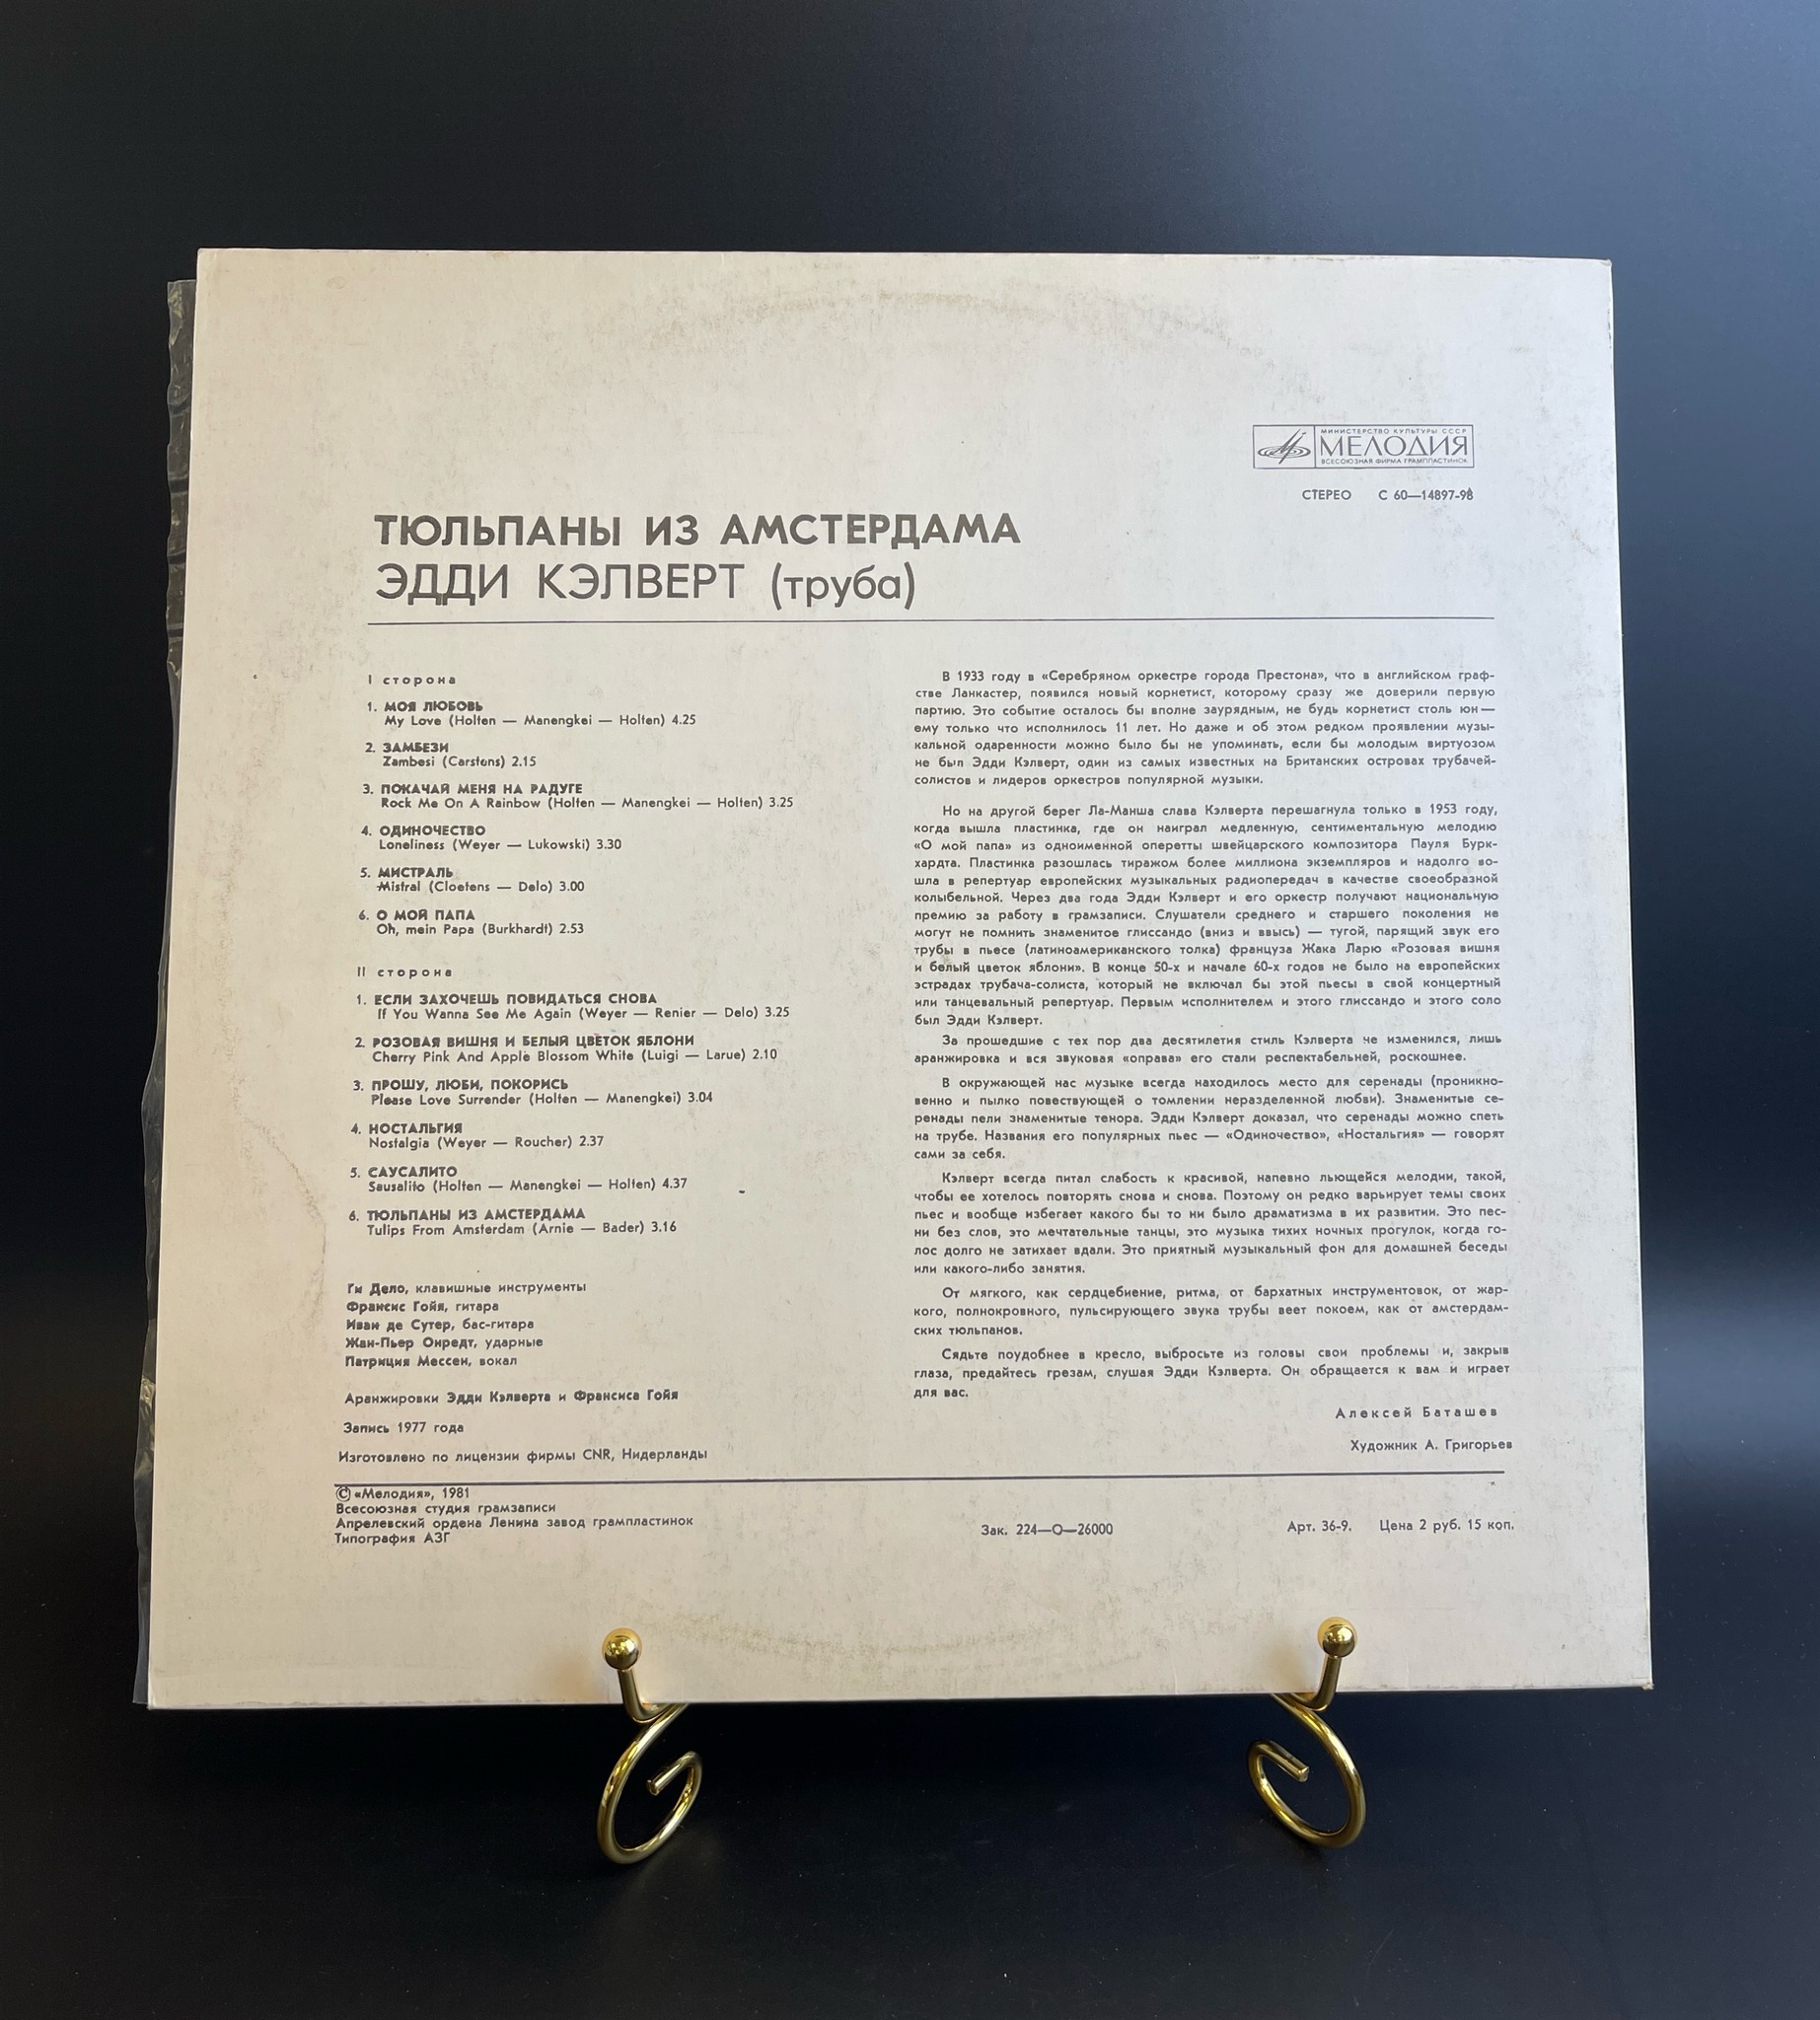 МИНИСТЕРСТВО КУЛЬТУРЫ СССР
МЕЛОДИЯ
ВСЕСОЮЗНАЯ ФИРМА ГРАМПЛАСТИНОК
СТЕРЕО С 60—14897-98
ТЮЛЬПАНЫ ИЗ АМСТЕРДАМА
ЭДДИ КЭЛВЕРТ (труба)
I сторона
1. МОЯ ЛЮБОВЬ
My Love (Holten — Manengkei — Holten) 4.25
2. ЗАМБЕЗИ
Zambesi (Carstens) 2.15
3. ПОКАЧАЙ МЕНЯ НА РАДУГЕ
Rock Me On A Rainbow (Holten — Manengkei — Holten) 3.25
4. ОДИНОЧЕСТВО
Loneliness (Weyer — Lukowski) 3.30
5. МИСТРАЛЬ
Mistral (Cloetens — Delo) 3.00
6. О МОЙ ПАПА
Oh, mein Papa (Burkhardt) 2.53
II сторона
1. ЕСЛИ ЗАХОЧЕШЬ ПОВИДАТЬСЯ СНОВА
If You Wanna See Me Again (Weyer — Renier — Delo) 3.25
2. РОЗОВАЯ ВИШНЯ И БЕЛЫЙ ЦВЕТОК ЯБЛОНИ
Cherry Pink And Apple Blossom White (Luigi — Larue) 2.10
3. ПРОШУ, ЛЮБИ, ПОКОРИСЬ
Please Love Surrender (Holten — Manengkei) 3.04
4. НОСТАЛЬГИЯ
Nostalgia (Weyer — Roucher) 2.37
5. САУСАЛИТО
Sausalito (Holten — Manengkei — Holten) 4.37
6. ТЮЛЬПАНЫ ИЗ АМСТЕРДАМА
Tulips From Amsterdam (Arnie — Bader) 3.16
Ги Дело, клавишные инструменты
Франсис Гойя, гитара
Иван де Сутер, бас-гитара
Жан-Пьер Онредт, ударные
Патриция Мессен, вокал
Аранжировки Эдди Кэлверта и Франсиса Гойя
Запись 1977 года
Изготовлено по лицензии фирмы CNR, Нидерланды
В 1933 году в «Серебряном оркестре города Престона», что в английском граф-
стве Ланкастер, появился новый корнетист, которому сразу же доверили первую
партию. Это событие осталось бы вполне заурядным, не будь корнетист столь юн —
ему только что исполнилось 11 лет. Но даже и об этом редком проявлении музы-
кальной одаренности можно было бы не упоминать, если бы молодым виртуозом
не был Эдди Кэлверт, один из самых известных на Британских островах трубачей-
солистов и лидеров оркестров популярной музыки.
Но на другой берег Ла-Манша слава Кэлверта перешагнула только в 1953 году,
когда вышла пластинка, где он наиграл медленную, сентиментальную мелодию
«О мой папа» из одноименной оперетты швейцарского композитора Пауля Бурк-
хардта. Пластинка разошлась тиражом более миллиона экземпляров и надолго во-
шла в репертуар европейских музыкальных радиопередач в качестве своеобразной
колыбельной. Через два года Эдди Кэлверт и его оркестр получают национальную
премию за работу в грамзаписи. Слушатели среднего и старшего поколения не
могут не помнить знаменитое глиссандо (вниз и ввысь) — тугой, парящий звук его
трубы в пьесе (латиноамериканского толка) француза Жака Ларю «Розовая вишня
и белый цветок яблони». В конце 50-х и начале 60-х годов не было на европейских
эстрадах трубача-солиста, который не включал бы этой пьесы в свой концертный
или танцевальный репертуар. Первым исполнителем и этого глиссандо и этого соло
был Эдди Кэлверт.
За прошедшие с тех пор два десятилетия стиль Кэлверта че изменился, лишь
аранжировка и вся звуковая «оправа» его стали респектабельней, роскошнее.
В окружающей нас музыке всегда находилось место для серенады (проникно-
венно и пылко повествующей о томлении неразделенной любви). Знаменитые се-
ренады пели знаменитые тенора. Эдди Кэлверт доказал, что серенады можно спеть
на трубе. Названия его популярных пьес — «Одиночество», «Ностальгия» — говорят
сами за себя.
Кэлверт всегда питал слабость к красивой, напевно льющейся мелодии, такой,
чтобы ее хотелось повторять снова и снова. Поэтому он редко варьирует темы своих
пьес и вообще избегает какого бы то ни было драматизма в их развитии. Это пес-
ни без слов, это мечтательные танцы, это музыка тихих ночных прогулок, когда го-
лос долго не затихает вдали. Это приятный музыкальный фон для домашней беседы
или какого-либо занятия.
От мягкого, как сердцебиение, ритма, от бархатных инструментовок, от жар-
кого, полнокровного, пульсирующего звука трубы веет покоем, как от амстердам-
ских тюльпанов.
Сядьте поудобнее в кресло, выбросьте из головы свои проблемы и, закрыв
глаза, предайтесь грезам, слушая Эдди Кэлверта. Он обращается к вам и играет
для вас.
Алексей Баташев
Художник А. Григорьев
© «Мелодия», 1981
Всесоюзная студия грамзаписи
Апрелевский ордена Ленина завод грампластинок
Типография АЗГ
Зак. 224—О—26000
Арт. 36-9. Цена 2 руб. 15 коп.